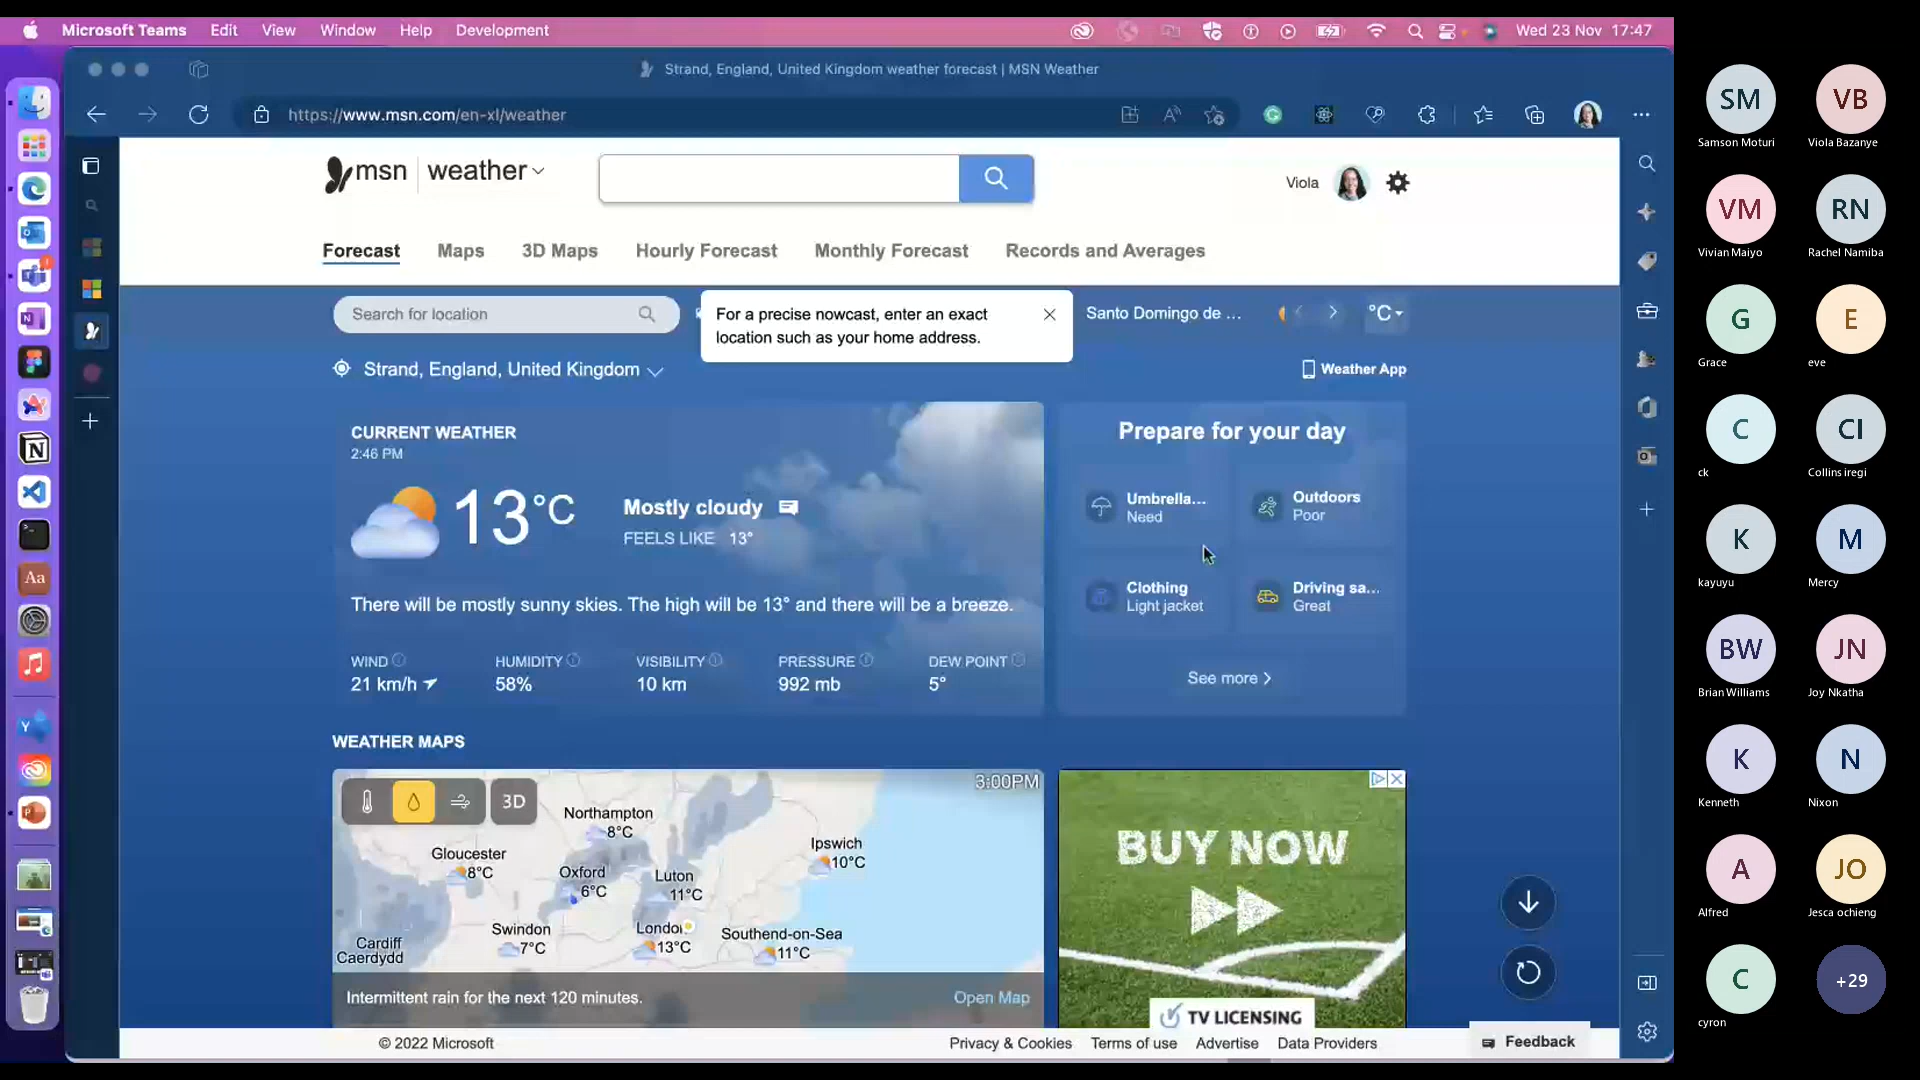 Microsoft Teams Edit View Window Help Development Wed 23 Nov 17:47
Strand, England, United Kingdom weather forecast | MSN Weather
https://www.msn.com/en-xl/weather
msn weather
Viola
Forecast Maps 3D Maps Hourly Forecast Monthly Forecast Records and Averages
Search for location
For a precise nowcast, enter an exact
location such as your home address.
Santo Domingo de ...
°C
Strand, England, United Kingdom
Weather App
CURRENT WEATHER
2:46 PM
13°C
Mostly cloudy
FEELS LIKE 13°
There will be mostly sunny skies. The high will be 13° and there will be a breeze.
WIND HUMIDITY VISIBILITY PRESSURE DEW POINT
21 km/h 58% 10 km 992 mb 5°
Prepare for your day
Umbrella...
Need
Outdoors
Poor
Clothing
Light jacket
Driving sa...
Great
See more
WEATHER MAPS
3:00PM
3D
Northampton
8°C
Gloucester
8°C
Oxford
6°C
Luton
11°C
Ipswich
10°C
Swindon
7°C
London
13°C
Southend-on-Sea
11°C
Cardiff
Caerdydd
Intermittent rain for the next 120 minutes.
Open Map
BUY NOW
TV LICENSING
© 2022 Microsoft
Privacy & Cookies Terms of use Advertise Data Providers
Feedback
SM VB
Samson Moturi Viola Bazanye
VM RN
Vivian Maiyo Rachel Namiba
G E
Grace eve
C CI
ck Collins iregi
K M
kayuyu Mercy
BW JN
Brian Williams Joy Nkatha
K N
Kenneth Nixon
A JO
Alfred Jesca ochieng
C +29
cyron